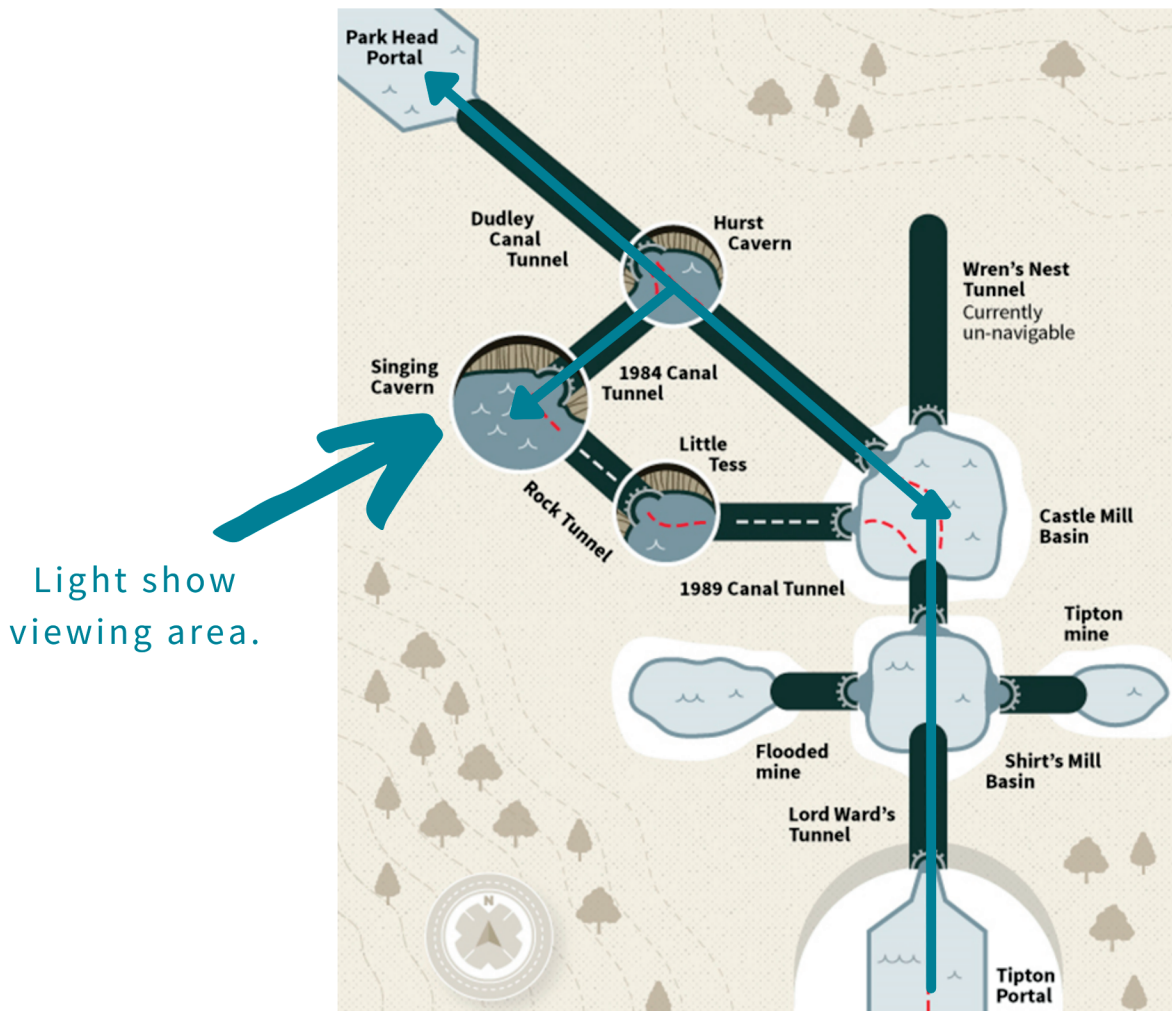 Park Head
Portal
Dudley
Canal
Tunnel
Hurst
Cavern
Wren's Nest
Tunnel
Currently
un-navigable
Singing
Cavern
1984 Canal
Tunnel
Little
Tess
Rock Tunnel
Castle Mill
Basin
Light show
viewing area.
1989 Canal Tunnel
Tipton
mine
Flooded
mine
Shirt's Mill
Basin
Lord Ward's
Tunnel
N
Tipton
Portal